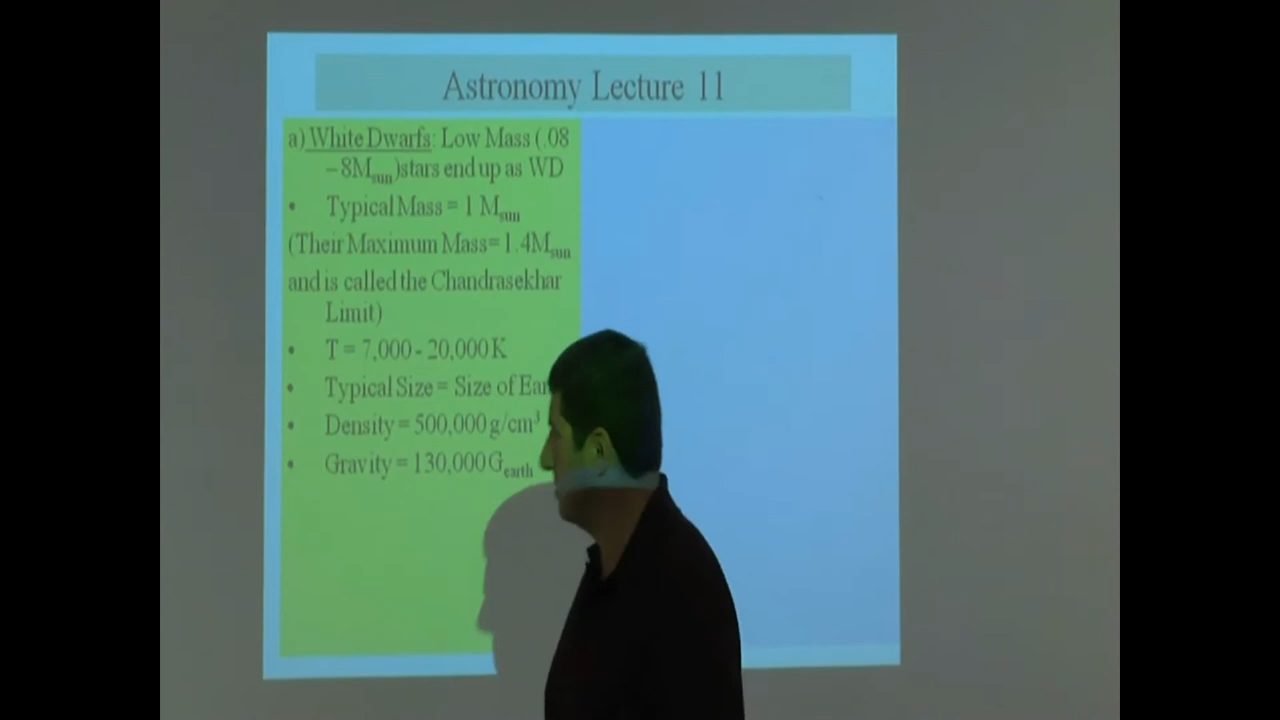 Astronomy Lecture 11
a) White Dwarfs: Low Mass (.08
– 8Msun)stars end up as WD
• Typical Mass = 1 Msun
(Their Maximum Mass= 1.4Msun
and is called the Chandrasekhar
Limit)
• T = 7,000 - 20,000 K
• Typical Size = Size of Ear
• Density = 500,000 g/cm³
• Gravity = 130,000 Gearth